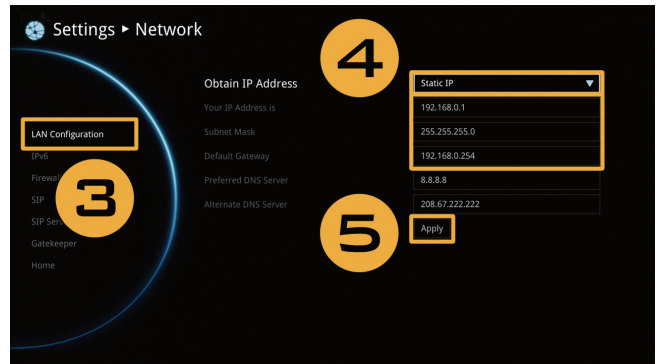 Settings ▸ Network
4
Obtain IP Address Static IP ▼
Your IP Address is 192.168.0.1
LAN Configuration Subnet Mask 255.255.255.0
IPv6 Default Gateway 192.168.0.254
Preferred DNS Server 8.8.8.8
SIP 3 Alternate DNS Server 208.67.222.222
SIP
5 Apply
Gatekeeper
Home